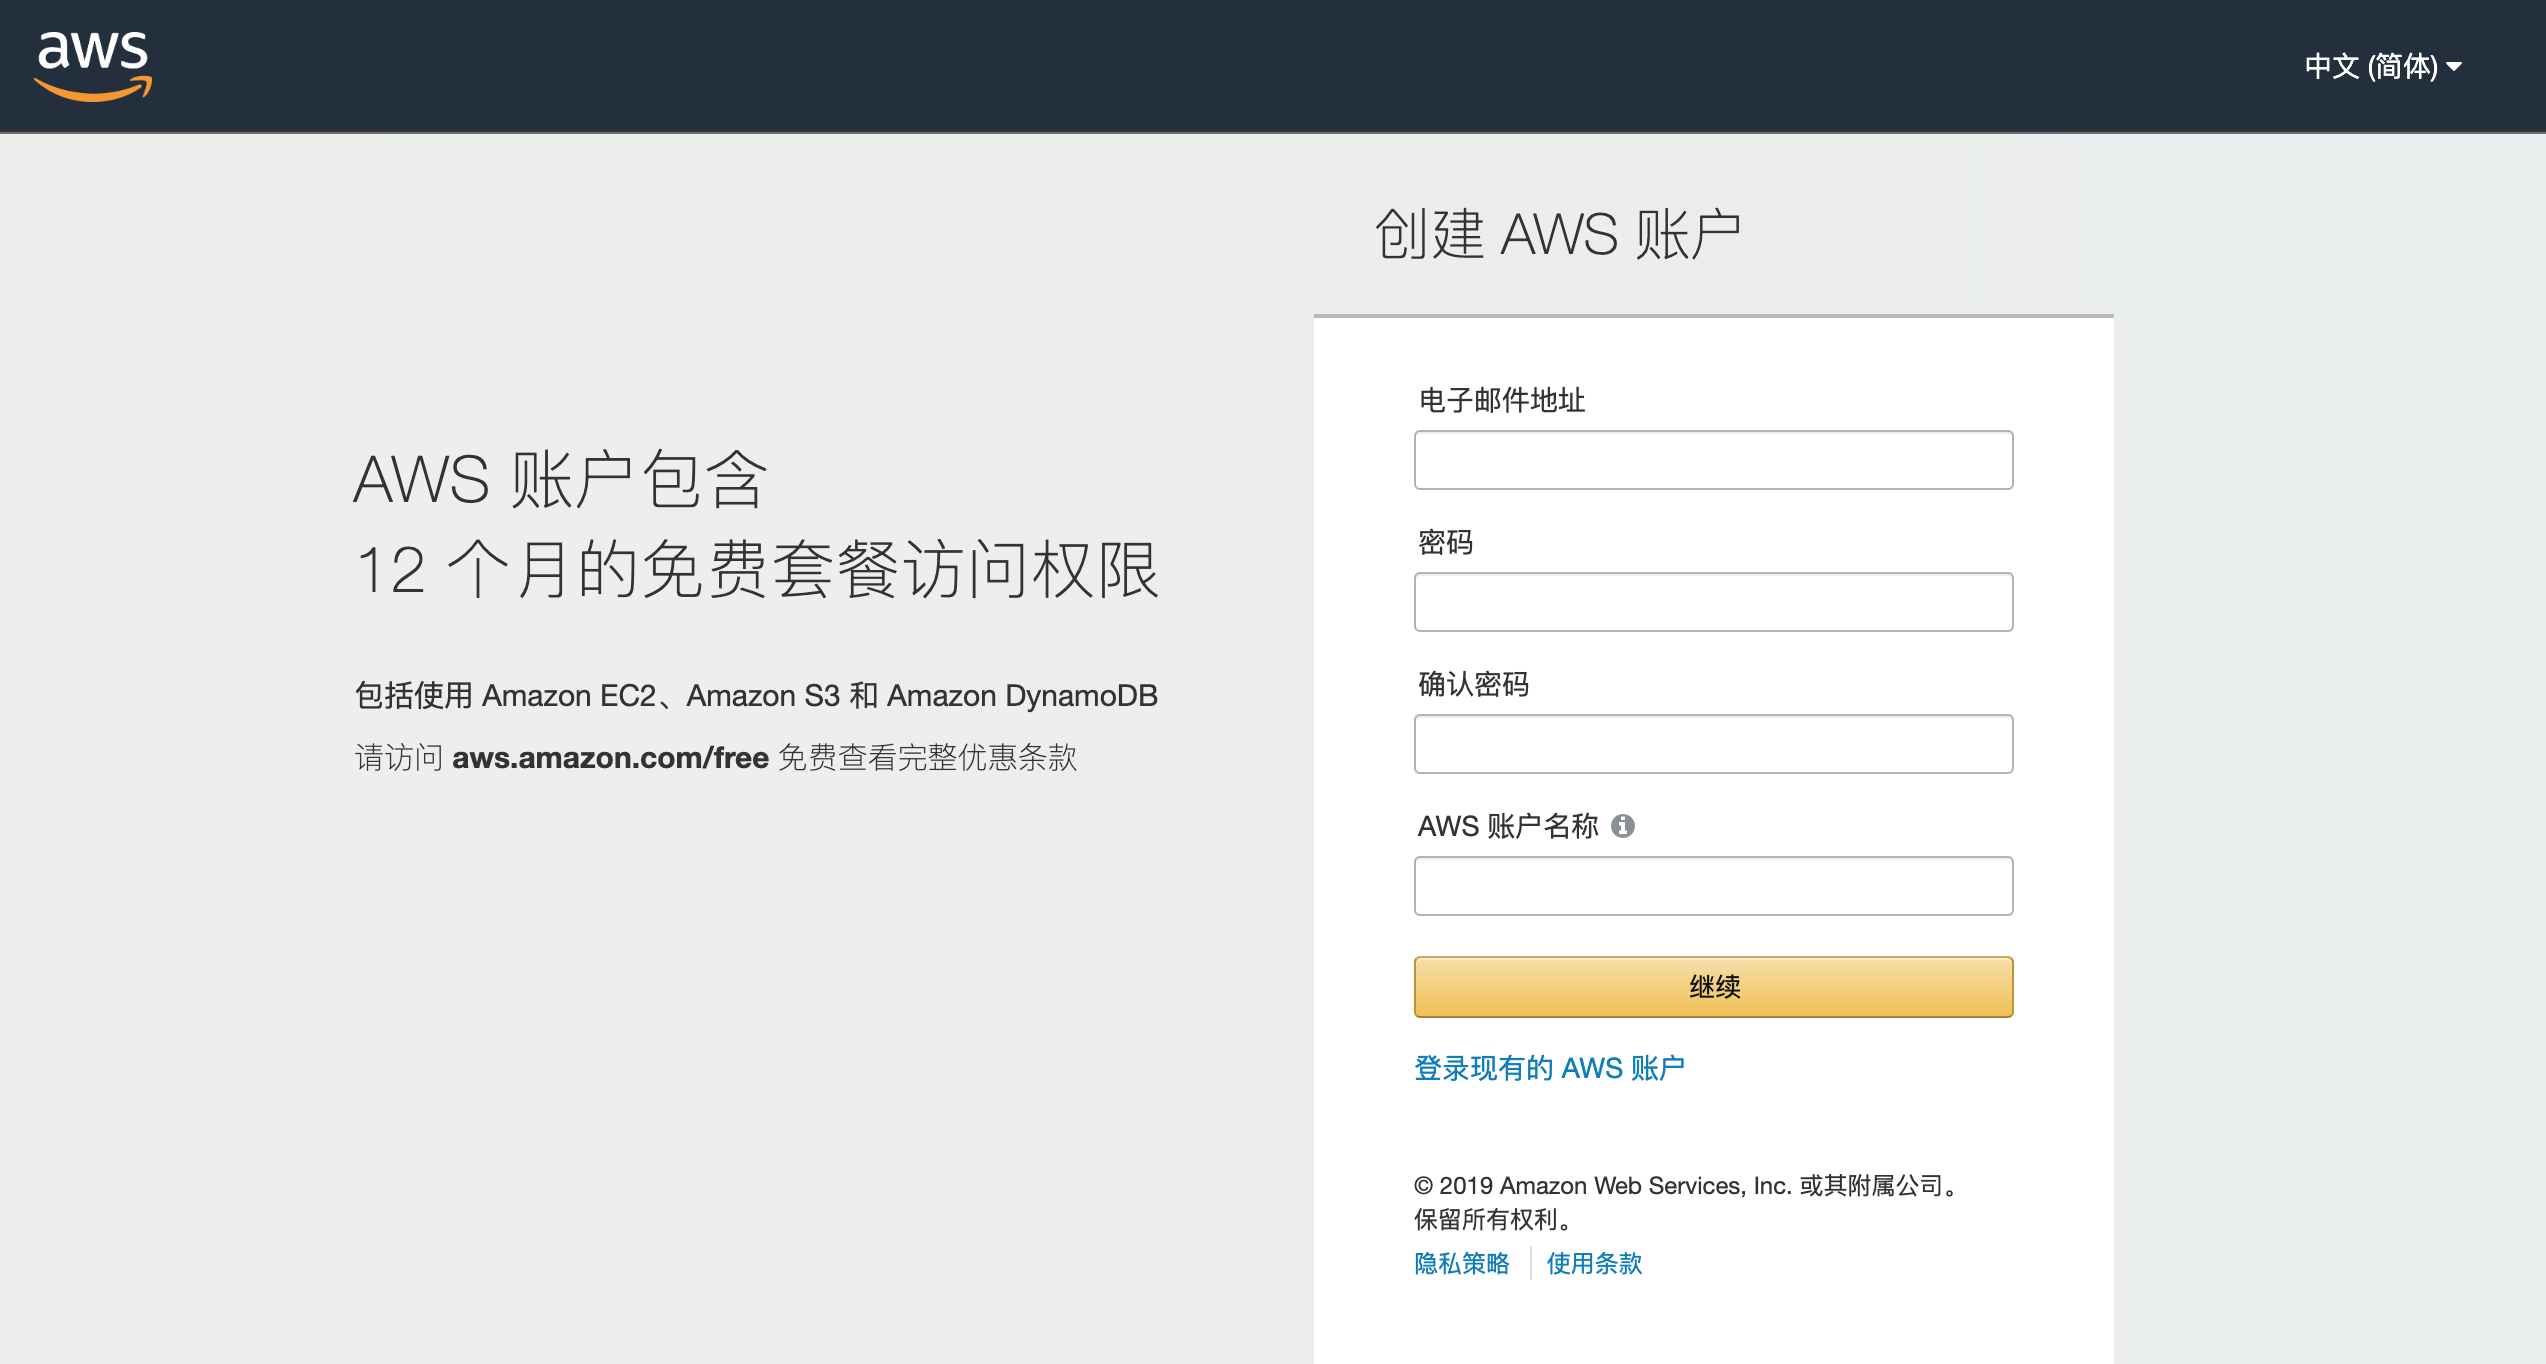 aws
中文 (简体)
AWS 账户包含
12 个月的免费套餐访问权限
包括使用 Amazon EC2、Amazon S3 和 Amazon DynamoDB
请访问 aws.amazon.com/free 免费查看完整优惠条款
创建 AWS 账户
电子邮件地址
密码
确认密码
AWS 账户名称
继续
登录现有的 AWS 账户
© 2019 Amazon Web Services, Inc. 或其附属公司。
保留所有权利。
隐私策略 使用条款